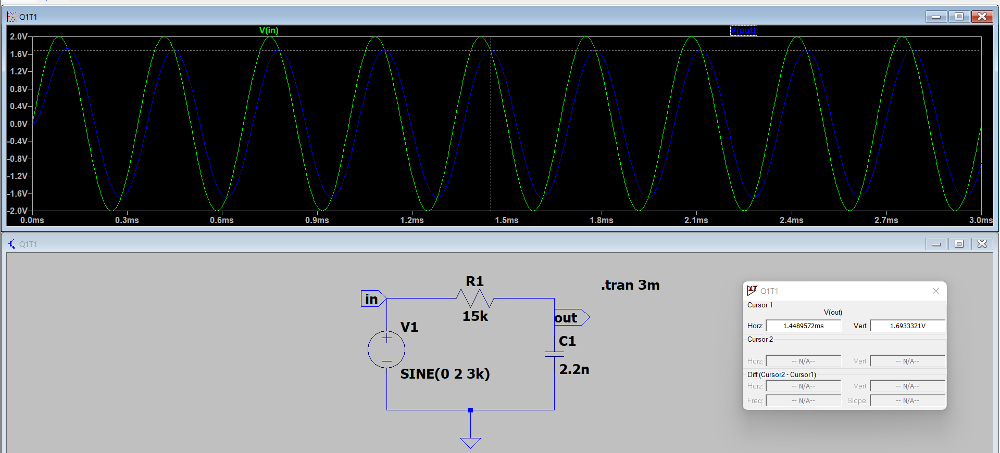 Q1T1
V(in)
V(out)
2.0V
1.6V
1.2V
0.8V
0.4V
0.0V
-0.4V
-0.8V
-1.2V
-1.6V
-2.0V
0.0ms 0.3ms 0.6ms 0.9ms 1.2ms 1.5ms 1.8ms 2.1ms 2.4ms 2.7ms 3.0ms
Q1T1
R1
.tran 3m
in
15k
out
V1
C1
SINE(0 2 3k)
2.2n
Q1T1
Cursor 1
V(out)
Horz: 1.4489572ms Vert: 1.6933321V
Cursor 2
Horz: -- N/A-- Vert: -- N/A--
Diff (Cursor2 - Cursor1)
Horz: -- N/A-- Vert: -- N/A--
Freq: -- N/A-- Slope: -- N/A--